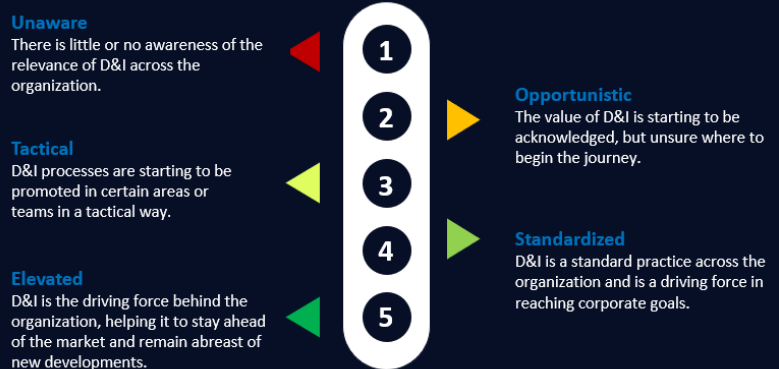 Unaware
There is little or no awareness of the
relevance of D&I across the
organization.
1
Opportunistic
The value of D&I is starting to be
acknowledged, but unsure where to
begin the journey.
2
Tactical
D&I processes are starting to be
promoted in certain areas or
teams in a tactical way.
3
Standardized
D&I is a standard practice across the
organization and is a driving force in
reaching corporate goals.
4
Elevated
D&I is the driving force behind the
organization, helping it to stay ahead
of the market and remain abreast of
new developments.
5